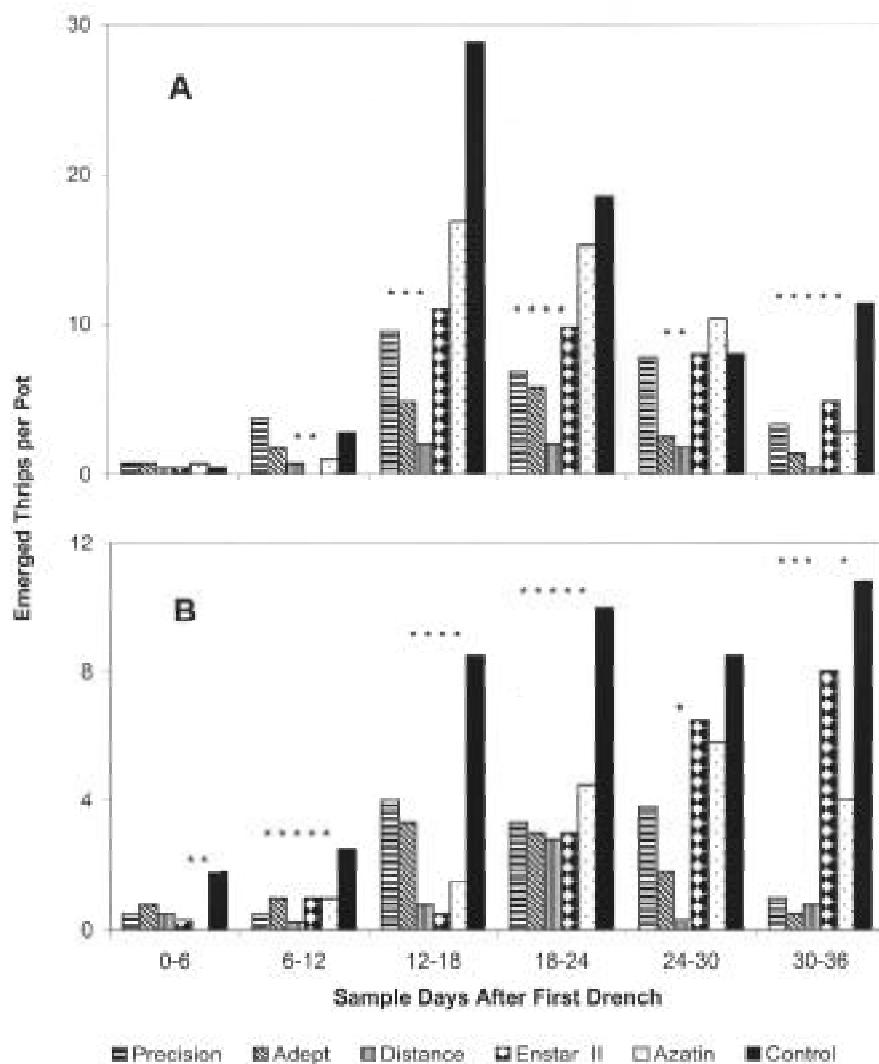 30
A
20
10
0
Emerged Thrips per Pot
12
B
8
4
0
0-6 6-12 12-18 18-24 24-30 30-36
Sample Days After First Drench
Precision Adept Distance Enstar II Azatin Control